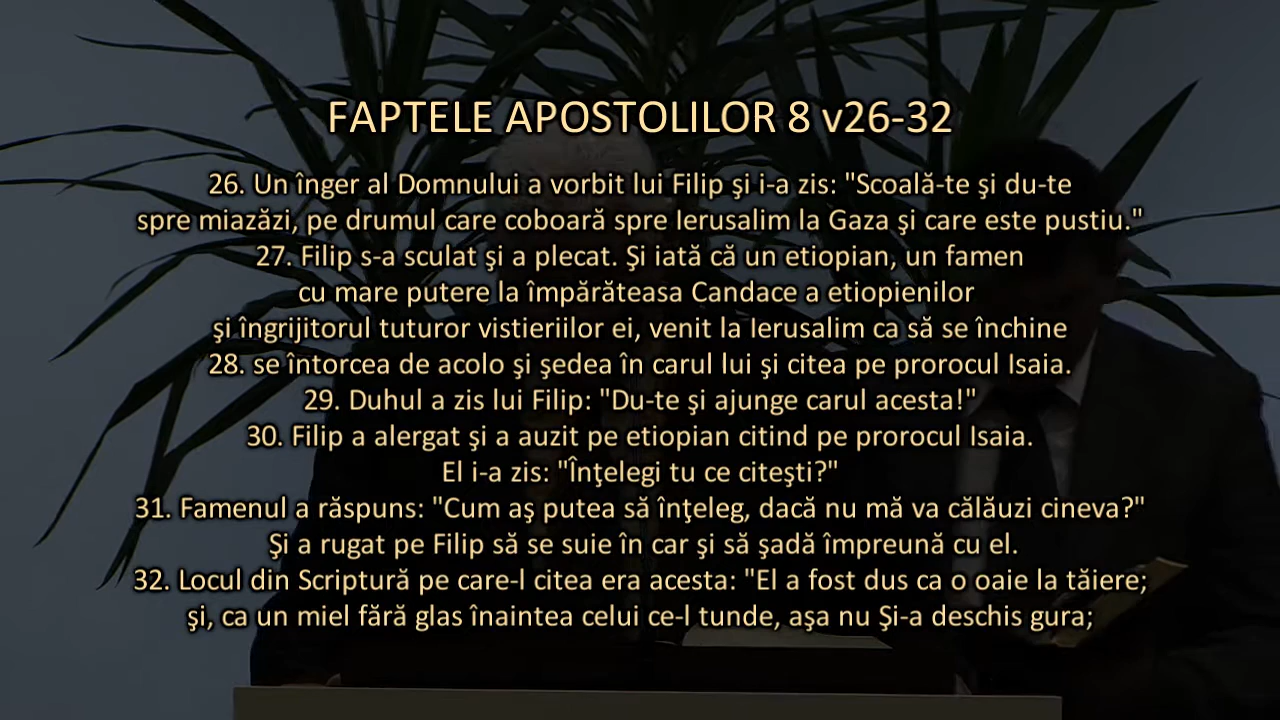 FAPTELE APOSTOLILOR 8 v26-32
26. Un înger al Domnului a vorbit lui Filip şi i-a zis: "Scoală-te şi du-te
spre miazăzi, pe drumul care coboară spre Ierusalim la Gaza şi care este pustiu."
27. Filip s-a sculat şi a plecat. Şi iată că un etiopian, un famen
cu mare putere la împărăteasa Candace a etiopienilor
şi îngrijitorul tuturor vistieriilor ei, venit la Ierusalim ca să se închine
28. se întorcea de acolo şi şedea în carul lui şi citea pe prorocul Isaia.
29. Duhul a zis lui Filip: "Du-te şi ajunge carul acesta!"
30. Filip a alergat şi a auzit pe etiopian citind pe prorocul Isaia.
El i-a zis: "Înţelegi tu ce citeşti?"
31. Famenul a răspuns: "Cum aş putea să înţeleg, dacă nu mă va călăuzi cineva?"
Şi a rugat pe Filip să se suie în car şi să şadă împreună cu el.
32. Locul din Scriptură pe care-l citea era acesta: "El a fost dus ca o oaie la tăiere;
şi, ca un miel fără glas înaintea celui ce-l tunde, aşa nu Şi-a deschis gura;